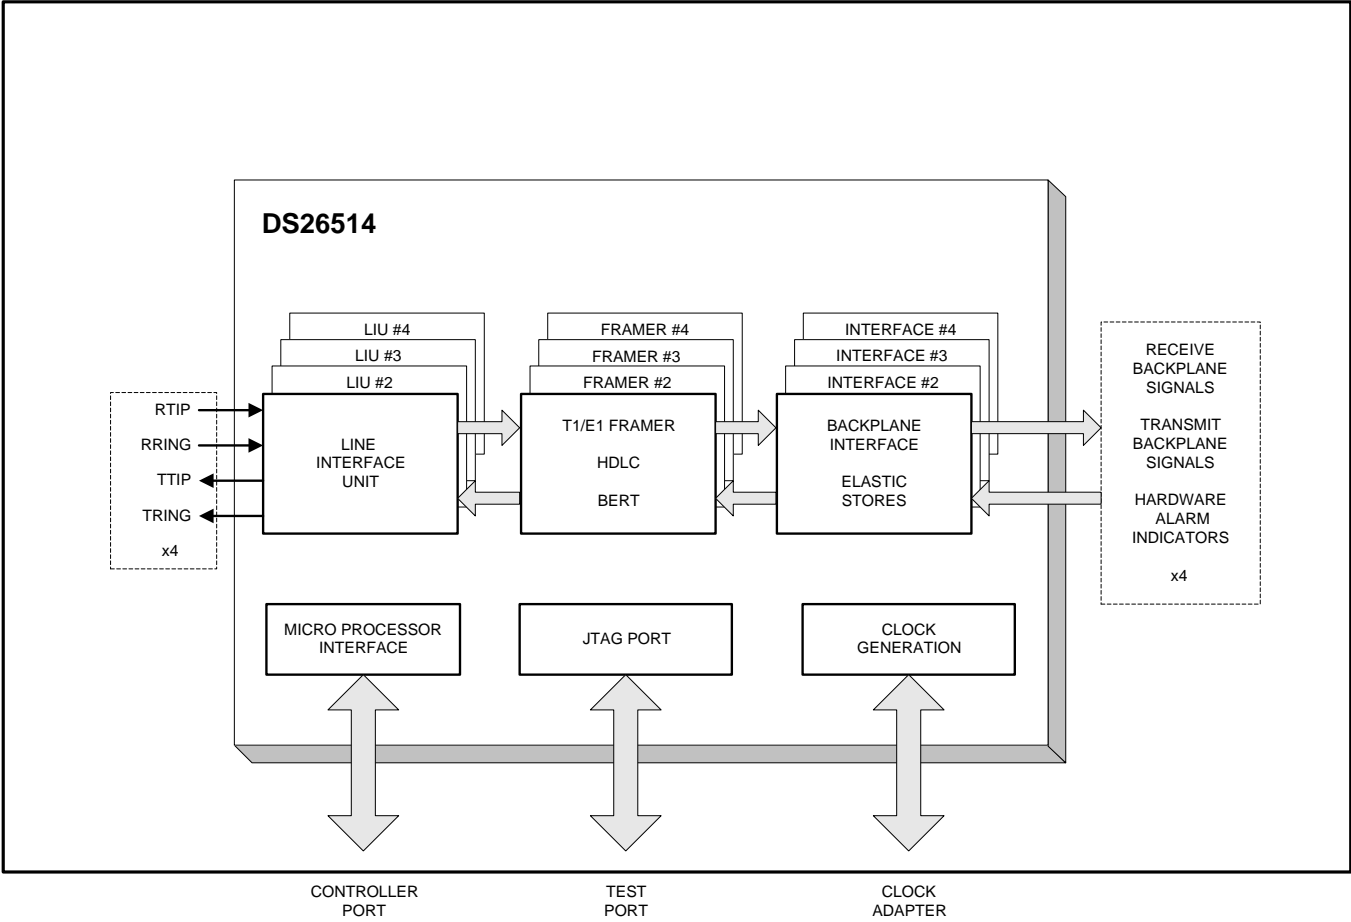 DS26514
LIU #4
LIU #3
LIU #2
LINE
INTERFACE
UNIT
FRAMER #4
FRAMER #3
FRAMER #2
T1/E1 FRAMER
HDLC
BERT
INTERFACE #4
INTERFACE #3
INTERFACE #2
BACKPLANE
INTERFACE
ELASTIC
STORES
RTIP
RRING
TTIP
TRING
x4
RECEIVE
BACKPLANE
SIGNALS
TRANSMIT
BACKPLANE
SIGNALS
HARDWARE
ALARM
INDICATORS
x4
MICRO PROCESSOR
INTERFACE
JTAG PORT
CLOCK
GENERATION
CONTROLLER
PORT
TEST
PORT
CLOCK
ADAPTER